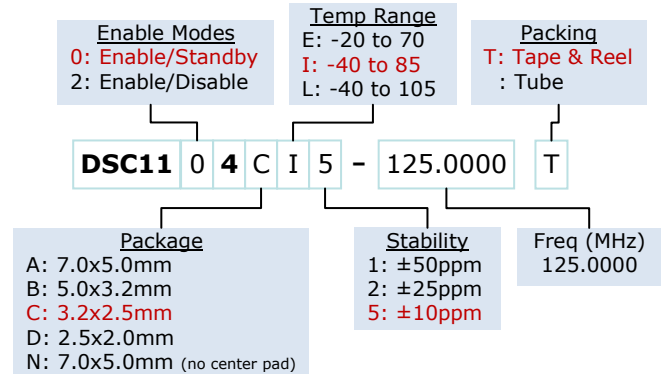 Enable Modes
0: Enable/Standby
2: Enable/Disable
Temp Range
E: -20 to 70
I: -40 to 85
L: -40 to 105
Packing
T: Tape & Reel
: Tube
DSC11 0 4 C I 5 – 125.0000 T
Package
A: 7.0x5.0mm
B: 5.0x3.2mm
C: 3.2x2.5mm
D: 2.5x2.0mm
N: 7.0x5.0mm (no center pad)
Stability
1: ±50ppm
2: ±25ppm
5: ±10ppm
Freq (MHz)
125.0000